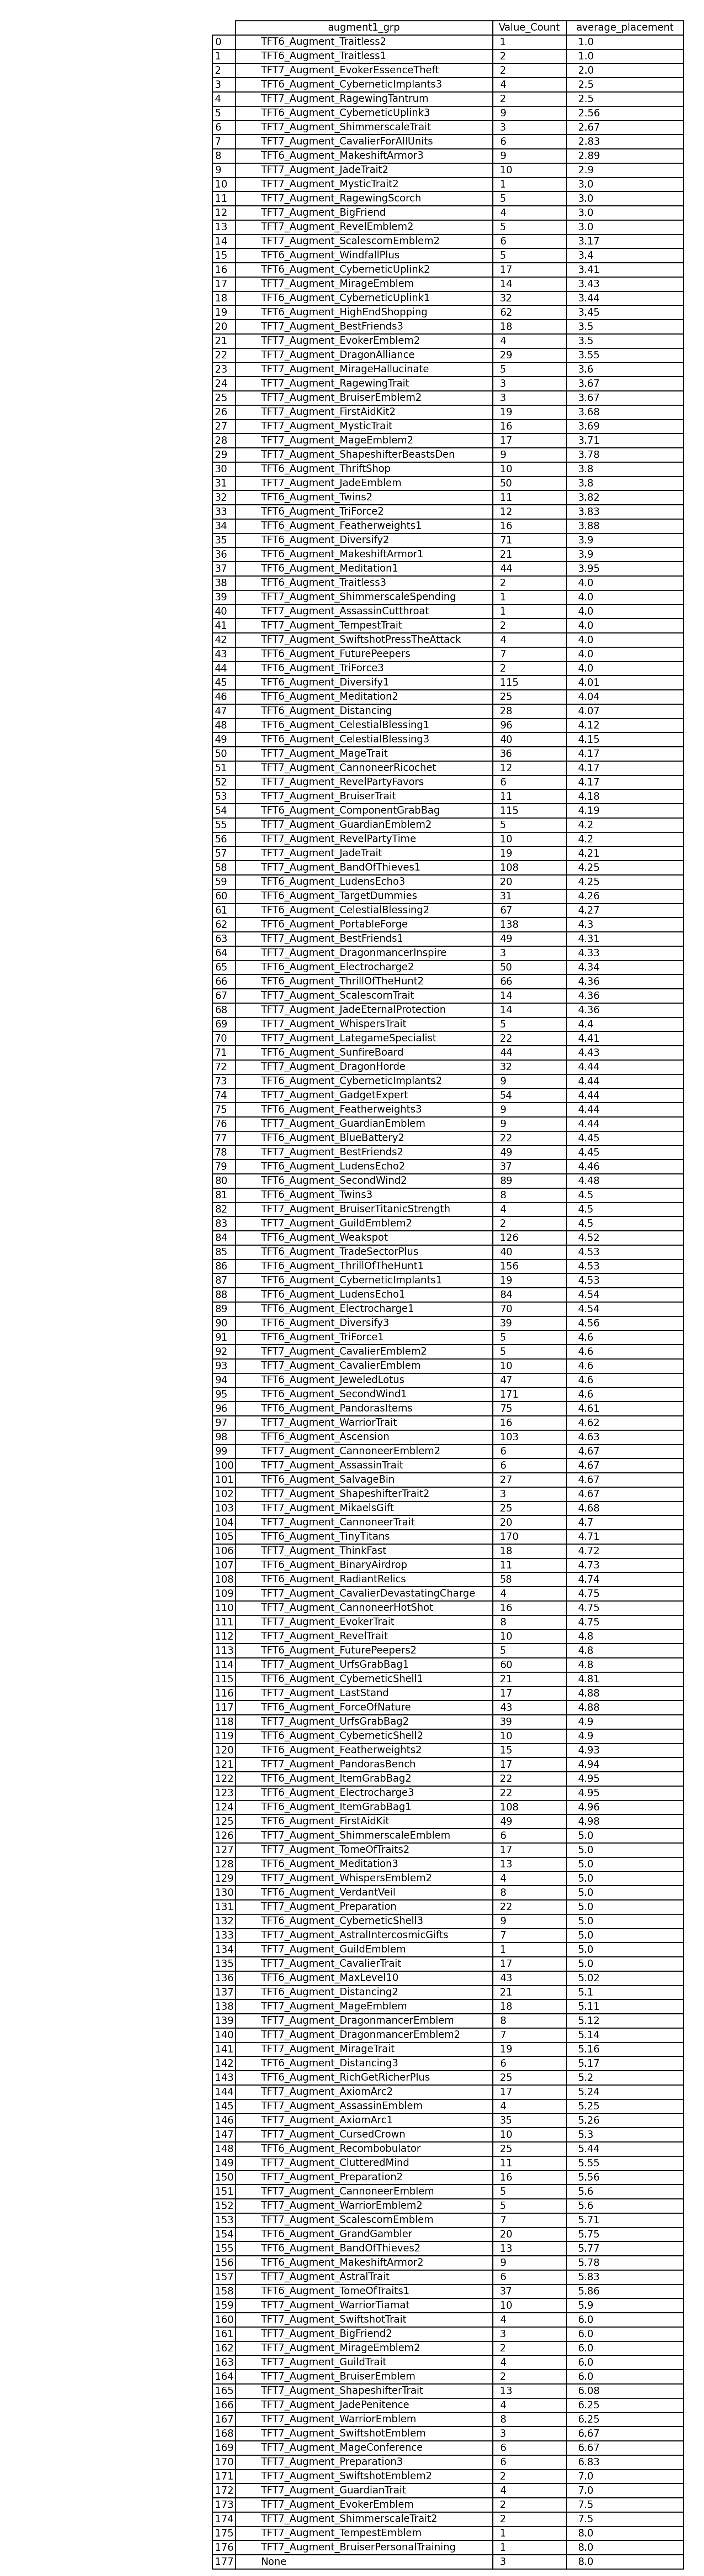 augment1_grp Value_Count average_placement
0 TFT6_Augment_Traitless2 1 1.0
1 TFT6_Augment_Traitless1 2 1.0
2 TFT7_Augment_EvokerEssenceTheft 2 2.0
3 TFT6_Augment_CyberneticImplants3 4 2.5
4 TFT7_Augment_RagewingTantrum 2 2.5
5 TFT6_Augment_CyberneticUplink3 9 2.56
6 TFT7_Augment_ShimmerscaleTrait 3 2.67
7 TFT7_Augment_CavalierForAllUnits 6 2.83
8 TFT6_Augment_MakeshiftArmor3 9 2.89
9 TFT7_Augment_JadeTrait2 10 2.9
10 TFT7_Augment_MysticTrait2 1 3.0
11 TFT7_Augment_RagewingScorch 5 3.0
12 TFT7_Augment_BigFriend 4 3.0
13 TFT7_Augment_RevelEmblem2 5 3.0
14 TFT7_Augment_ScalescornEmblem2 6 3.17
15 TFT6_Augment_WindfallPlus 5 3.4
16 TFT6_Augment_CyberneticUplink2 17 3.41
17 TFT7_Augment_MirageEmblem 14 3.43
18 TFT6_Augment_CyberneticUplink1 32 3.44
19 TFT6_Augment_HighEndShopping 62 3.45
20 TFT7_Augment_BestFriends3 18 3.5
21 TFT7_Augment_EvokerEmblem2 4 3.5
22 TFT7_Augment_DragonAlliance 29 3.55
23 TFT7_Augment_MirageHallucinate 5 3.6
24 TFT7_Augment_RagewingTrait 3 3.67
25 TFT7_Augment_BruiserEmblem2 3 3.67
26 TFT7_Augment_FirstAidKit2 19 3.68
27 TFT7_Augment_MysticTrait 16 3.69
28 TFT7_Augment_MageEmblem2 17 3.71
29 TFT7_Augment_ShapeshifterBeastsDen 9 3.78
30 TFT6_Augment_ThriftShop 10 3.8
31 TFT7_Augment_JadeEmblem 50 3.8
32 TFT6_Augment_Twins2 11 3.82
33 TFT6_Augment_TriForce2 12 3.83
34 TFT6_Augment_Featherweights1 16 3.88
35 TFT6_Augment_Diversify2 71 3.9
36 TFT6_Augment_MakeshiftArmor1 21 3.9
37 TFT6_Augment_Meditation1 44 3.95
38 TFT6_Augment_Traitless3 2 4.0
39 TFT7_Augment_ShimmerscaleSpending 1 4.0
40 TFT7_Augment_AssassinCutthroat 1 4.0
41 TFT7_Augment_TempestTrait 2 4.0
42 TFT7_Augment_SwiftshotPressTheAttack 4 4.0
43 TFT6_Augment_FuturePeepers 7 4.0
44 TFT6_Augment_TriForce3 2 4.0
45 TFT6_Augment_Diversify1 115 4.01
46 TFT6_Augment_Meditation2 25 4.04
47 TFT6_Augment_Distancing 28 4.07
48 TFT6_Augment_CelestialBlessing1 96 4.12
49 TFT6_Augment_CelestialBlessing3 40 4.15
50 TFT7_Augment_MageTrait 36 4.17
51 TFT7_Augment_CannoneerRicochet 12 4.17
52 TFT7_Augment_RevelPartyFavors 6 4.17
53 TFT7_Augment_BruiserTrait 11 4.18
54 TFT6_Augment_ComponentGrabBag 115 4.19
55 TFT7_Augment_GuardianEmblem2 5 4.2
56 TFT7_Augment_RevelPartyTime 10 4.2
57 TFT7_Augment_JadeTrait 19 4.21
58 TFT7_Augment_BandOfThieves1 108 4.25
59 TFT6_Augment_LudensEcho3 20 4.25
60 TFT6_Augment_TargetDummies 31 4.26
61 TFT6_Augment_CelestialBlessing2 67 4.27
62 TFT6_Augment_PortableForge 138 4.3
63 TFT7_Augment_BestFriends1 49 4.31
64 TFT7_Augment_DragonmancerInspire 3 4.33
65 TFT6_Augment_Electrocharge2 50 4.34
66 TFT6_Augment_ThrillOfTheHunt2 66 4.36
67 TFT7_Augment_ScalescornTrait 14 4.36
68 TFT7_Augment_JadeEternalProtection 14 4.36
69 TFT7_Augment_WhispersTrait 5 4.4
70 TFT7_Augment_LategameSpecialist 22 4.41
71 TFT6_Augment_SunfireBoard 44 4.43
72 TFT7_Augment_DragonHorde 32 4.44
73 TFT6_Augment_CyberneticImplants2 9 4.44
74 TFT7_Augment_GadgetExpert 54 4.44
75 TFT6_Augment_Featherweights3 9 4.44
76 TFT7_Augment_GuardianEmblem 9 4.44
77 TFT6_Augment_BlueBattery2 22 4.45
78 TFT7_Augment_BestFriends2 49 4.45
79 TFT6_Augment_LudensEcho2 37 4.46
80 TFT6_Augment_SecondWind2 89 4.48
81 TFT6_Augment_Twins3 8 4.5
82 TFT7_Augment_BruiserTitanicStrength 4 4.5
83 TFT7_Augment_GuildEmblem2 2 4.5
84 TFT6_Augment_Weakspot 126 4.52
85 TFT6_Augment_TradeSectorPlus 40 4.53
86 TFT6_Augment_ThrillOfTheHunt1 156 4.53
87 TFT6_Augment_CyberneticImplants1 19 4.53
88 TFT6_Augment_LudensEcho1 84 4.54
89 TFT6_Augment_Electrocharge1 70 4.54
90 TFT6_Augment_Diversify3 39 4.56
91 TFT6_Augment_TriForce1 5 4.6
92 TFT7_Augment_CavalierEmblem2 5 4.6
93 TFT7_Augment_CavalierEmblem 10 4.6
94 TFT6_Augment_JeweledLotus 47 4.6
95 TFT6_Augment_SecondWind1 171 4.6
96 TFT6_Augment_PandorasItems 75 4.61
97 TFT7_Augment_WarriorTrait 16 4.62
98 TFT6_Augment_Ascension 103 4.63
99 TFT7_Augment_CannoneerEmblem2 6 4.67
100 TFT7_Augment_AssassinTrait 6 4.67
101 TFT6_Augment_SalvageBin 27 4.67
102 TFT7_Augment_ShapeshifterTrait2 3 4.67
103 TFT7_Augment_MikaelsGift 25 4.68
104 TFT7_Augment_CannoneerTrait 20 4.7
105 TFT6_Augment_TinyTitans 170 4.71
106 TFT7_Augment_ThinkFast 18 4.72
107 TFT6_Augment_BinaryAirdrop 11 4.73
108 TFT6_Augment_RadiantRelics 58 4.74
109 TFT7_Augment_CavalierDevastatingCharge 4 4.75
110 TFT7_Augment_CannoneerHotShot 16 4.75
111 TFT7_Augment_EvokerTrait 8 4.75
112 TFT7_Augment_RevelTrait 10 4.8
113 TFT6_Augment_FuturePeepers2 5 4.8
114 TFT7_Augment_UrfsGrabBag1 60 4.8
115 TFT6_Augment_CyberneticShell1 21 4.81
116 TFT7_Augment_LastStand 17 4.88
117 TFT6_Augment_ForceOfNature 43 4.88
118 TFT7_Augment_UrfsGrabBag2 39 4.9
119 TFT6_Augment_CyberneticShell2 10 4.9
120 TFT6_Augment_Featherweights2 15 4.93
121 TFT7_Augment_PandorasBench 17 4.94
122 TFT6_Augment_ItemGrabBag2 22 4.95
123 TFT6_Augment_Electrocharge3 22 4.95
124 TFT6_Augment_ItemGrabBag1 108 4.96
125 TFT6_Augment_FirstAidKit 49 4.98
126 TFT7_Augment_ShimmerscaleEmblem 6 5.0
127 TFT7_Augment_TomeOfTraits2 17 5.0
128 TFT6_Augment_Meditation3 13 5.0
129 TFT7_Augment_WhispersEmblem2 4 5.0
130 TFT6_Augment_VerdantVeil 8 5.0
131 TFT7_Augment_Preparation 22 5.0
132 TFT6_Augment_CyberneticShell3 9 5.0
133 TFT7_Augment_AstralIntercosmicGifts 7 5.0
134 TFT7_Augment_GuildEmblem 1 5.0
135 TFT7_Augment_CavalierTrait 17 5.0
136 TFT6_Augment_MaxLevel10 43 5.02
137 TFT6_Augment_Distancing2 21 5.1
138 TFT7_Augment_MageEmblem 18 5.11
139 TFT7_Augment_DragonmancerEmblem 8 5.12
140 TFT7_Augment_DragonmancerEmblem2 7 5.14
141 TFT7_Augment_MirageTrait 19 5.16
142 TFT6_Augment_Distancing3 6 5.17
143 TFT6_Augment_RichGetRicherPlus 25 5.2
144 TFT7_Augment_AxiomArc2 17 5.24
145 TFT7_Augment_AssassinEmblem 4 5.25
146 TFT7_Augment_AxiomArc1 35 5.26
147 TFT7_Augment_CursedCrown 10 5.3
148 TFT6_Augment_Recombobulator 25 5.44
149 TFT7_Augment_ClutteredMind 11 5.55
150 TFT7_Augment_Preparation2 16 5.56
151 TFT7_Augment_CannoneerEmblem 5 5.6
152 TFT7_Augment_WarriorEmblem2 5 5.6
153 TFT7_Augment_ScalescornEmblem 7 5.71
154 TFT6_Augment_GrandGambler 20 5.75
155 TFT6_Augment_BandOfThieves2 13 5.77
156 TFT6_Augment_MakeshiftArmor2 9 5.78
157 TFT7_Augment_AstralTrait 6 5.83
158 TFT6_Augment_TomeOfTraits1 37 5.86
159 TFT7_Augment_WarriorTiamat 10 5.9
160 TFT7_Augment_SwiftshotTrait 4 6.0
161 TFT7_Augment_BigFriend2 3 6.0
162 TFT7_Augment_MirageEmblem2 2 6.0
163 TFT7_Augment_GuildTrait 4 6.0
164 TFT7_Augment_BruiserEmblem 2 6.0
165 TFT7_Augment_ShapeshifterTrait 13 6.08
166 TFT7_Augment_JadePenitence 4 6.25
167 TFT7_Augment_WarriorEmblem 8 6.25
168 TFT7_Augment_SwiftshotEmblem 3 6.67
169 TFT7_Augment_MageConference 6 6.67
170 TFT7_Augment_Preparation3 6 6.83
171 TFT7_Augment_SwiftshotEmblem2 2 7.0
172 TFT7_Augment_GuardianTrait 4 7.0
173 TFT7_Augment_EvokerEmblem 2 7.5
174 TFT7_Augment_ShimmerscaleTrait2 2 7.5
175 TFT7_Augment_TempestEmblem 1 8.0
176 TFT7_Augment_BruiserPersonalTraining 1 8.0
177 None 3 8.0